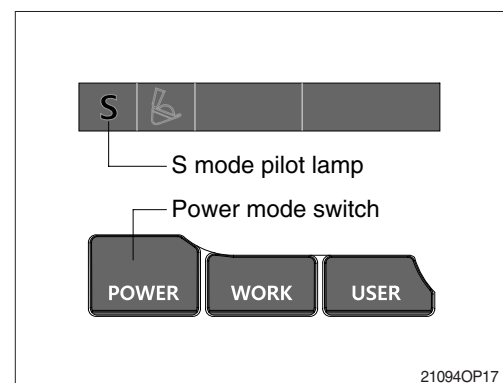 S
S mode pilot lamp
Power mode switch
POWER WORK USER
21094OP17